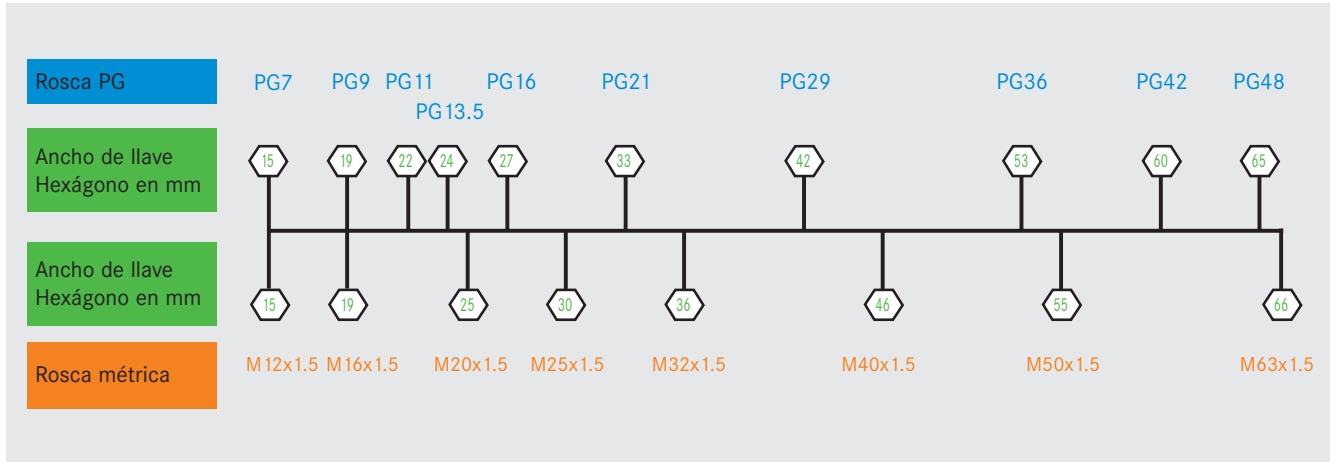 Rosca PG
PG7 PG9 PG11 PG16 PG21 PG29 PG36 PG42 PG48
PG13.5
Ancho de llave
Hexágono en mm
15 19 22 24 27 33 42 53 60 65
Ancho de llave
Hexágono en mm
15 19 25 30 36 46 55 66
Rosca métrica
M12x1.5 M16x1.5 M20x1.5 M25x1.5 M32x1.5 M40x1.5 M50x1.5 M63x1.5